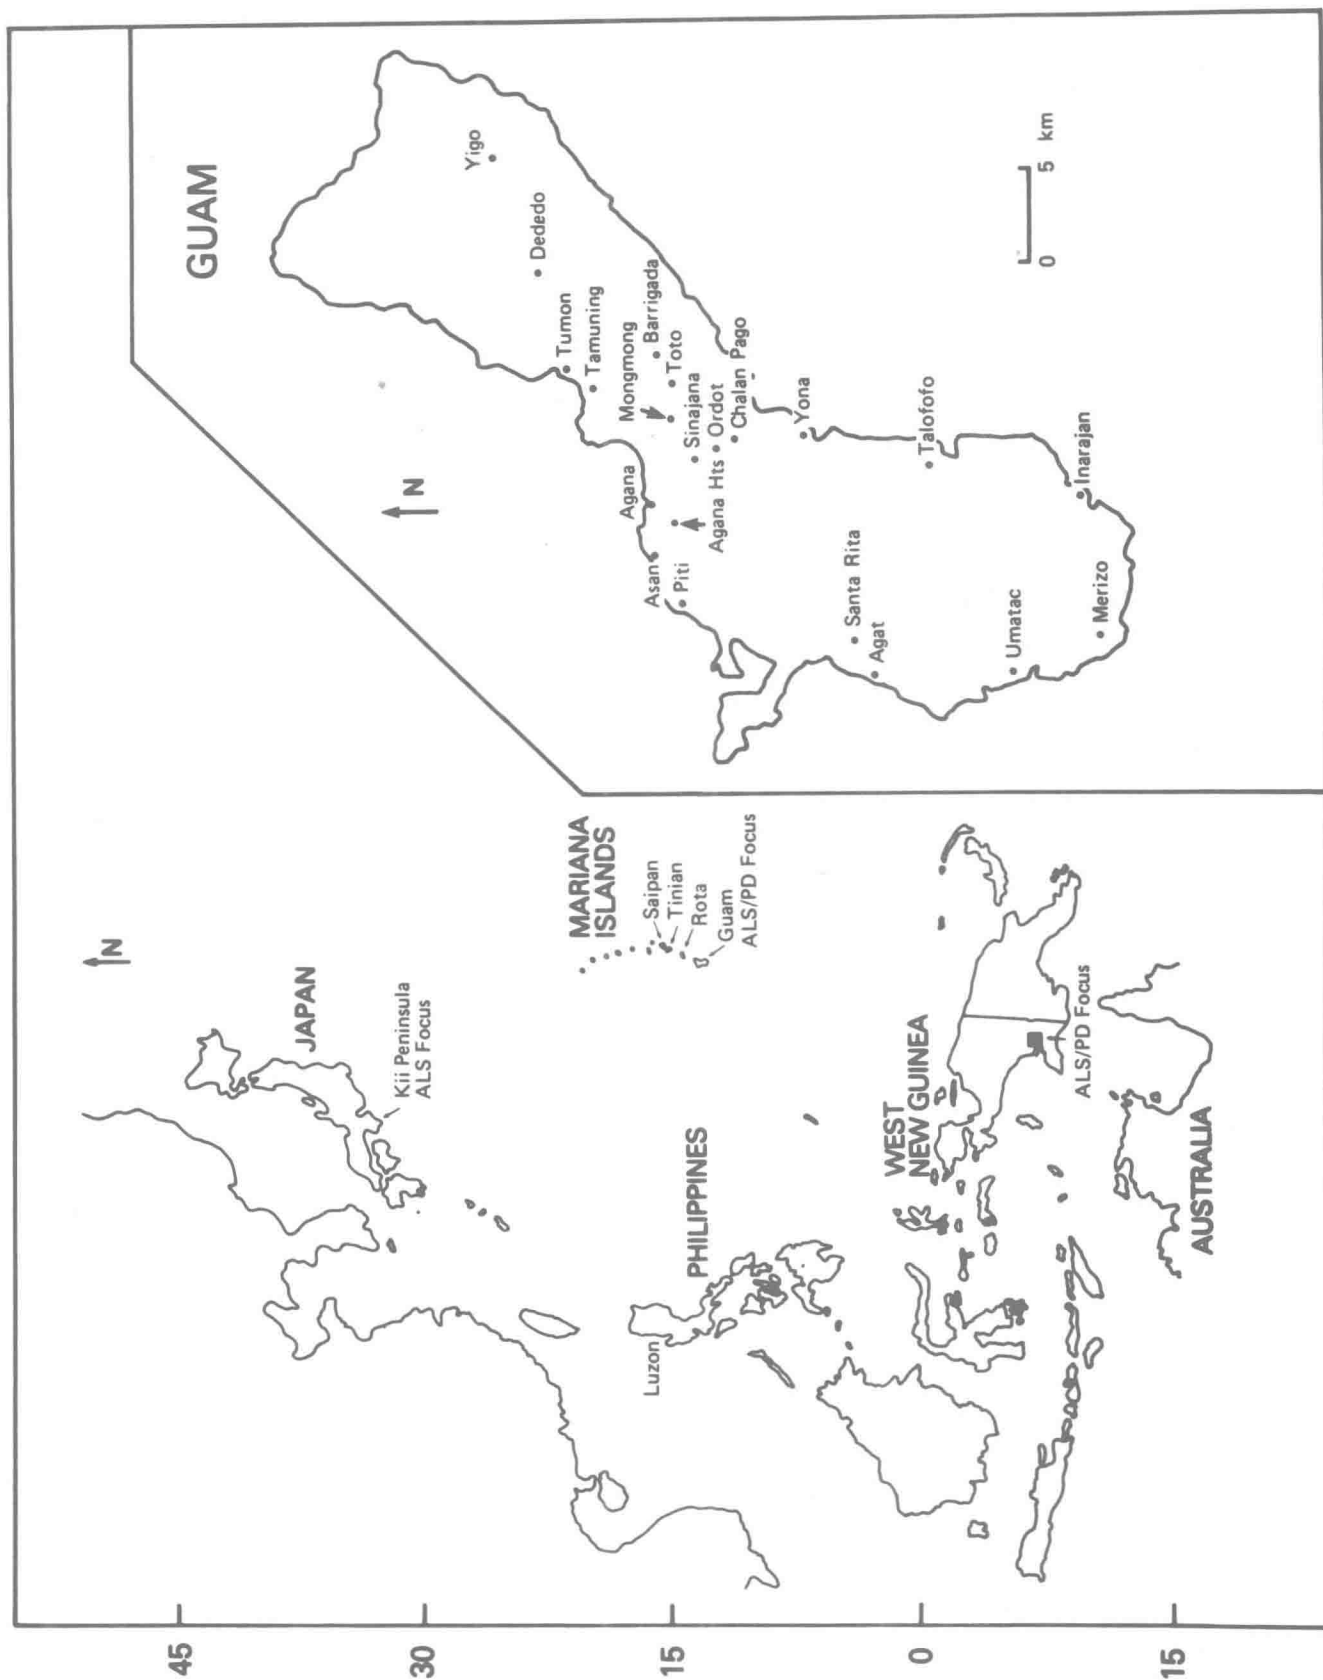 45
30
15
0
15
N
JAPAN
Kii Peninsula
ALS Focus
MARIANA
ISLANDS
Saipan
Tinian
Rota
Guam
ALS/PD Focus
PHILIPPINES
Luzon
WEST
NEW GUINEA
ALS/PD Focus
AUSTRALIA
GUAM
N
Yigo
Dededo
Tumon
Tamuning
Mongmong
Barrigada
Toto
Agana
Sinajana
Agana Hts
Ordot
Chalan Pago
Asan
Piti
Yona
Santa Rita
Agat
Talofofo
Umatac
Inarajan
Merizo
0 5 km